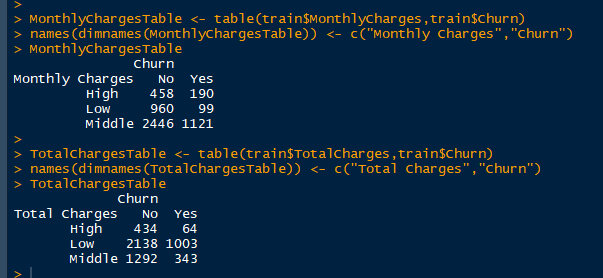 >
> MonthlyChargesTable <- table(train$MonthlyCharges,train$Churn)
> names(dimnames(MonthlyChargesTable)) <- c("Monthly Charges","Churn")
> MonthlyChargesTable
               Churn
Monthly Charges   No  Yes
         High    458  190
         Low     960   99
         Middle 2446 1121
>
> TotalChargesTable <- table(train$TotalCharges,train$Churn)
> names(dimnames(TotalChargesTable)) <- c("Total Charges","Churn")
> TotalChargesTable
             Churn
Total Charges   No  Yes
       High    434   64
       Low    2138 1003
       Middle 1292  343
>